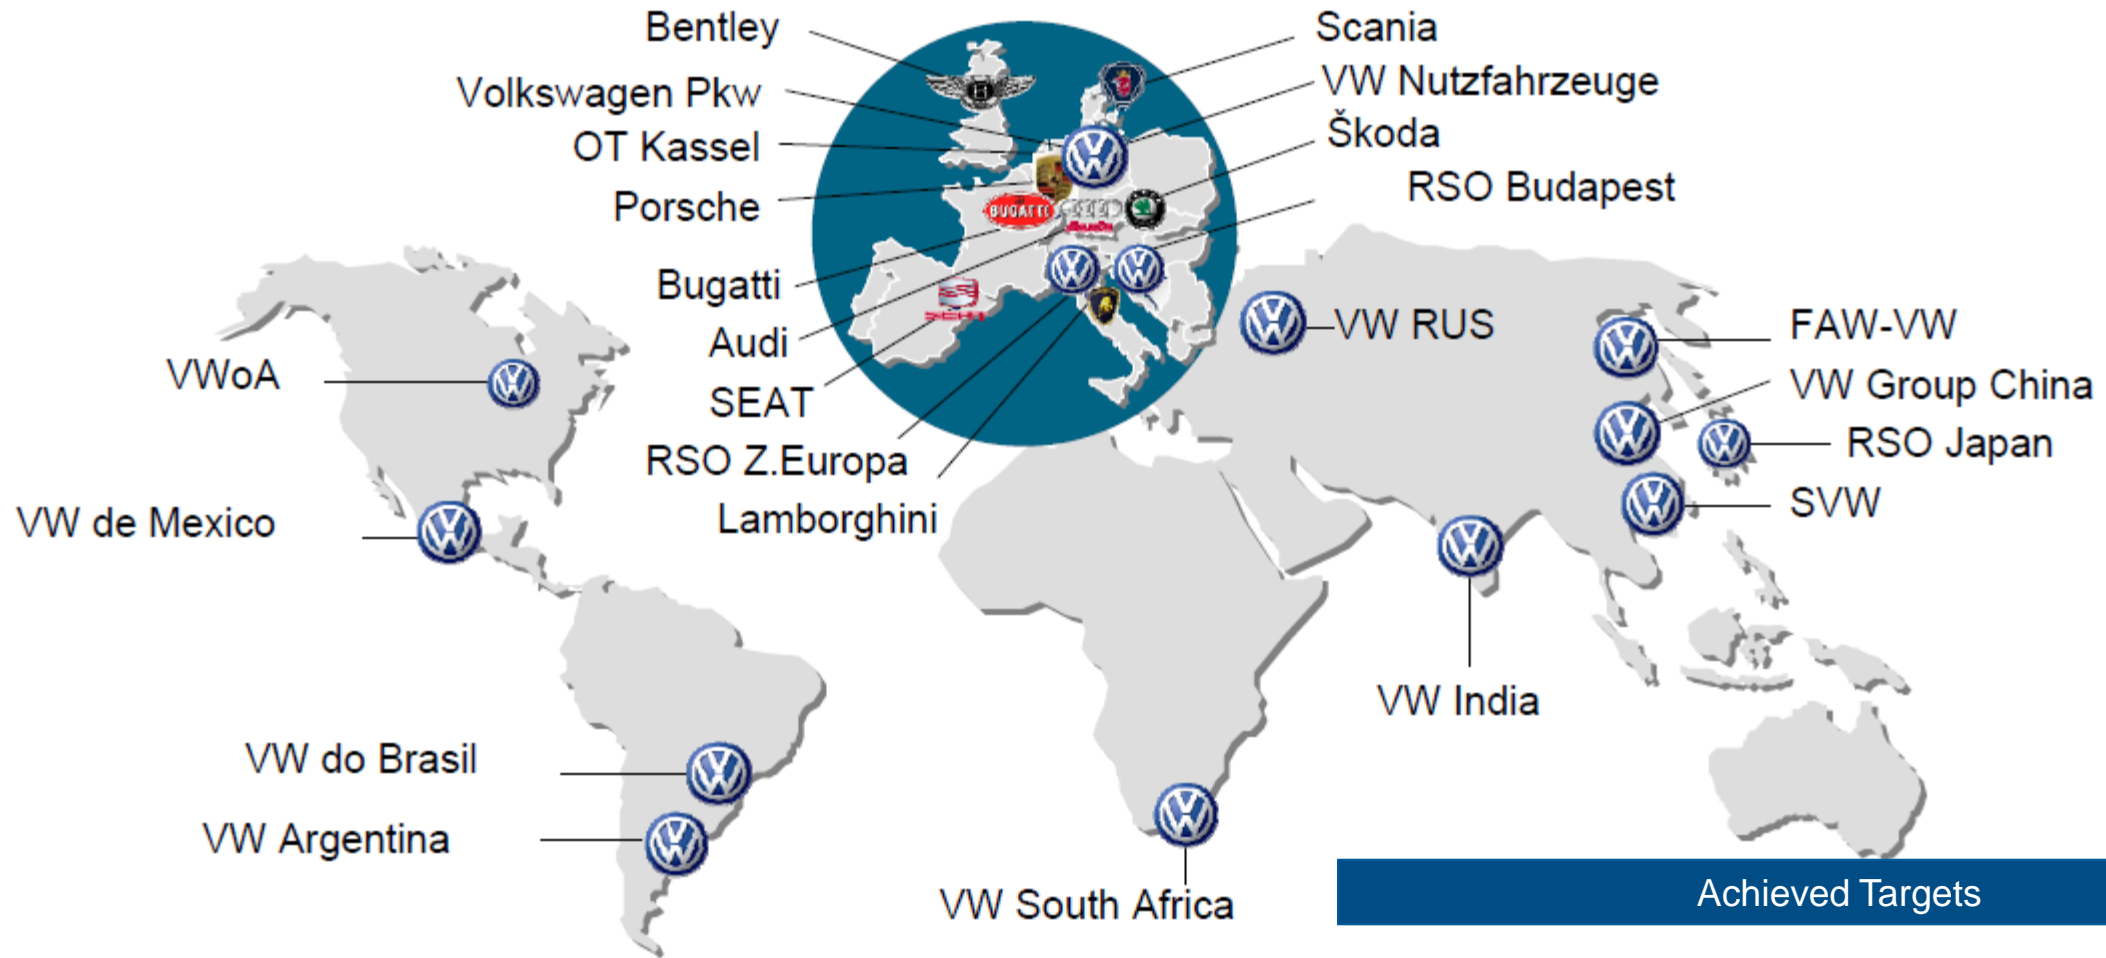 Bentley
Scania
Volkswagen Pkw
VW Nutzfahrzeuge
OT Kassel
Škoda
Porsche
RSO Budapest
BUGATTI
Bugatti
Audi
SEAT
SEAT
RSO Z.Europa
Lamborghini
VWoA
VW de Mexico
VW do Brasil
VW Argentina
VW RUS
FAW-VW
VW Group China
RSO Japan
SVW
VW India
VW South Africa
Achieved Targets